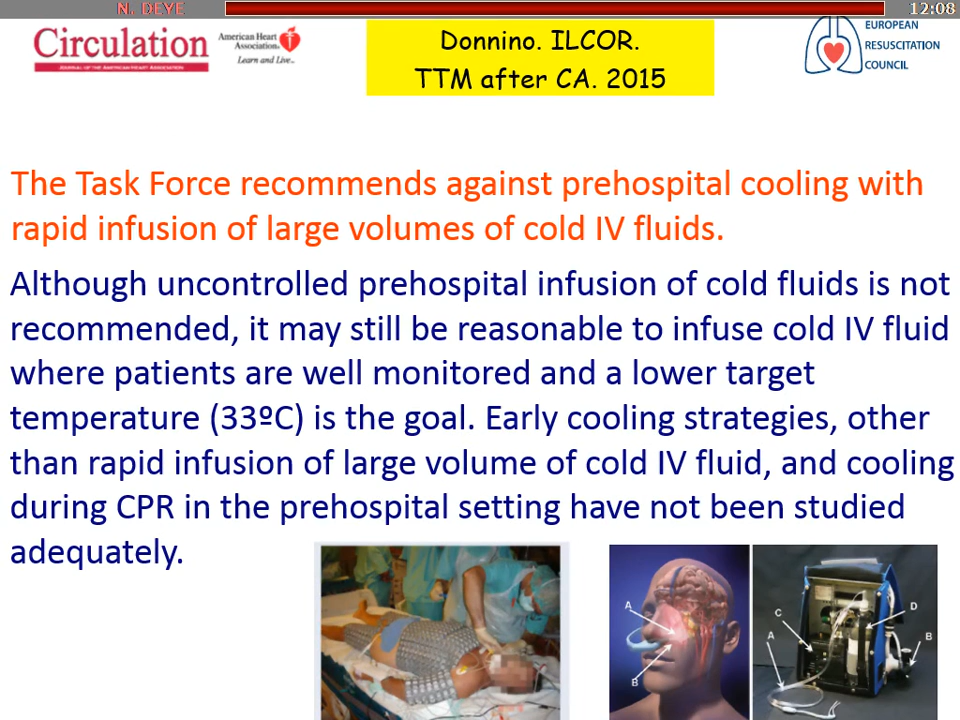 N. DEYE
12:08
Circulation
JOURNAL OF THE AMERICAN HEART ASSOCIATION
American Heart
Association®
Learn and Live℠
Donnino. ILCOR.
TTM after CA. 2015
EUROPEAN
RESUSCITATION
COUNCIL
The Task Force recommends against prehospital cooling with
rapid infusion of large volumes of cold IV fluids.
Although uncontrolled prehospital infusion of cold fluids is not
recommended, it may still be reasonable to infuse cold IV fluid
where patients are well monitored and a lower target
temperature (33ºC) is the goal. Early cooling strategies, other
than rapid infusion of large volume of cold IV fluid, and cooling
during CPR in the prehospital setting have not been studied
adequately.
A
B
C
D
A
B